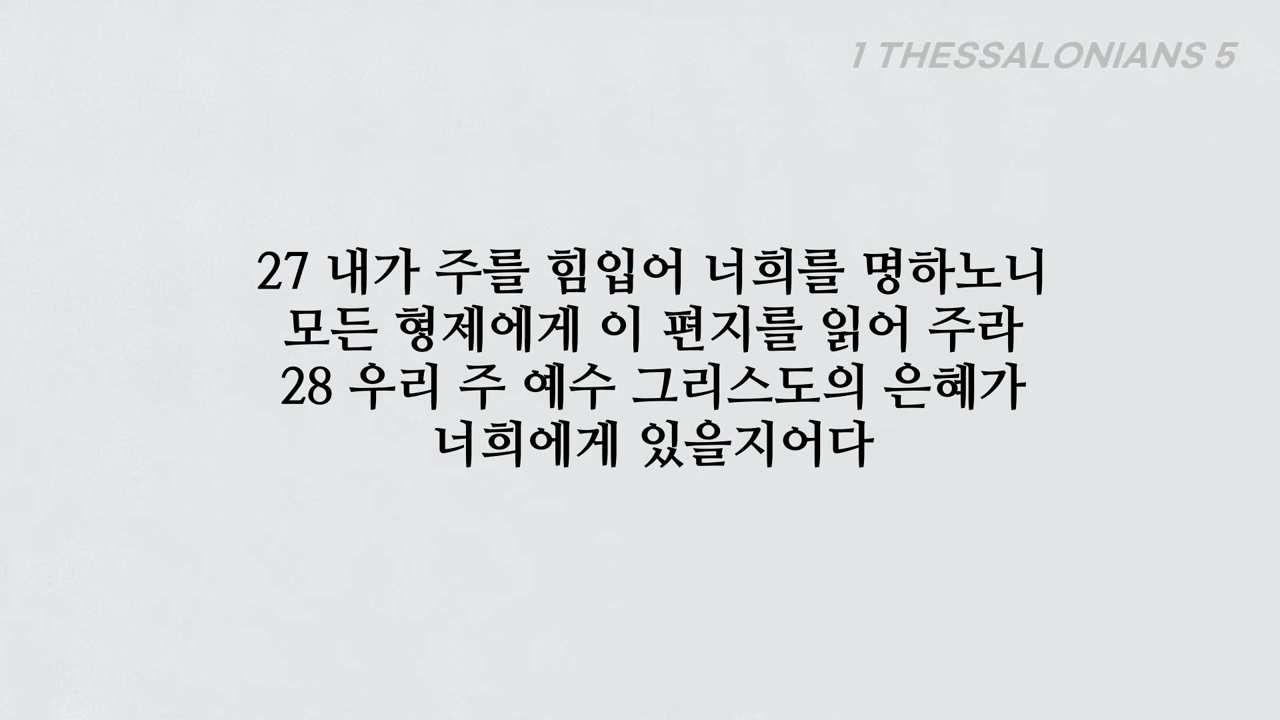 1 THESSALONIANS 5
27 내가 주를 힘입어 너희를 명하노니
모든 형제에게 이 편지를 읽어 주라
28 우리 주 예수 그리스도의 은혜가
너희에게 있을지어다